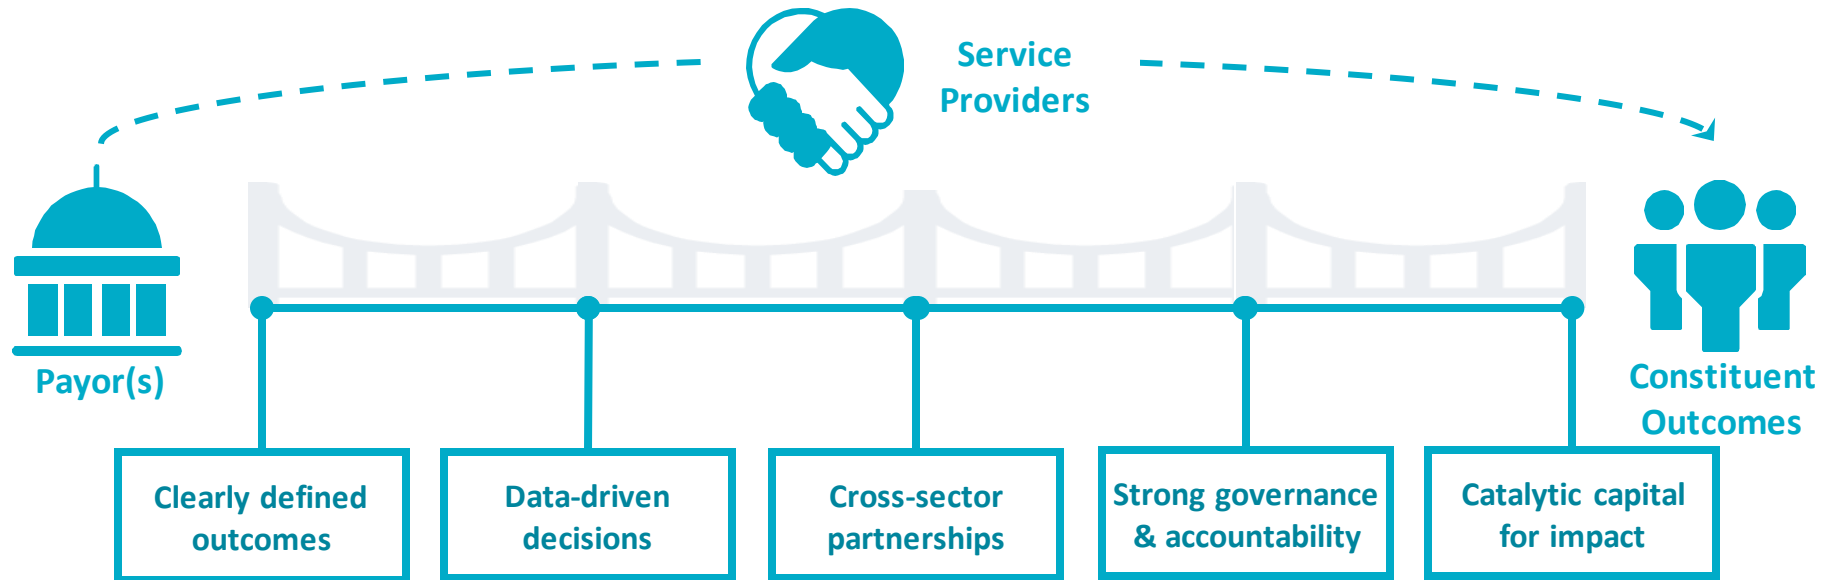 Service
Providers
Payor(s)
Constituent
Outcomes
Clearly defined
outcomes
Data-driven
decisions
Cross-sector
partnerships
Strong governance
& accountability
Catalytic capital
for impact